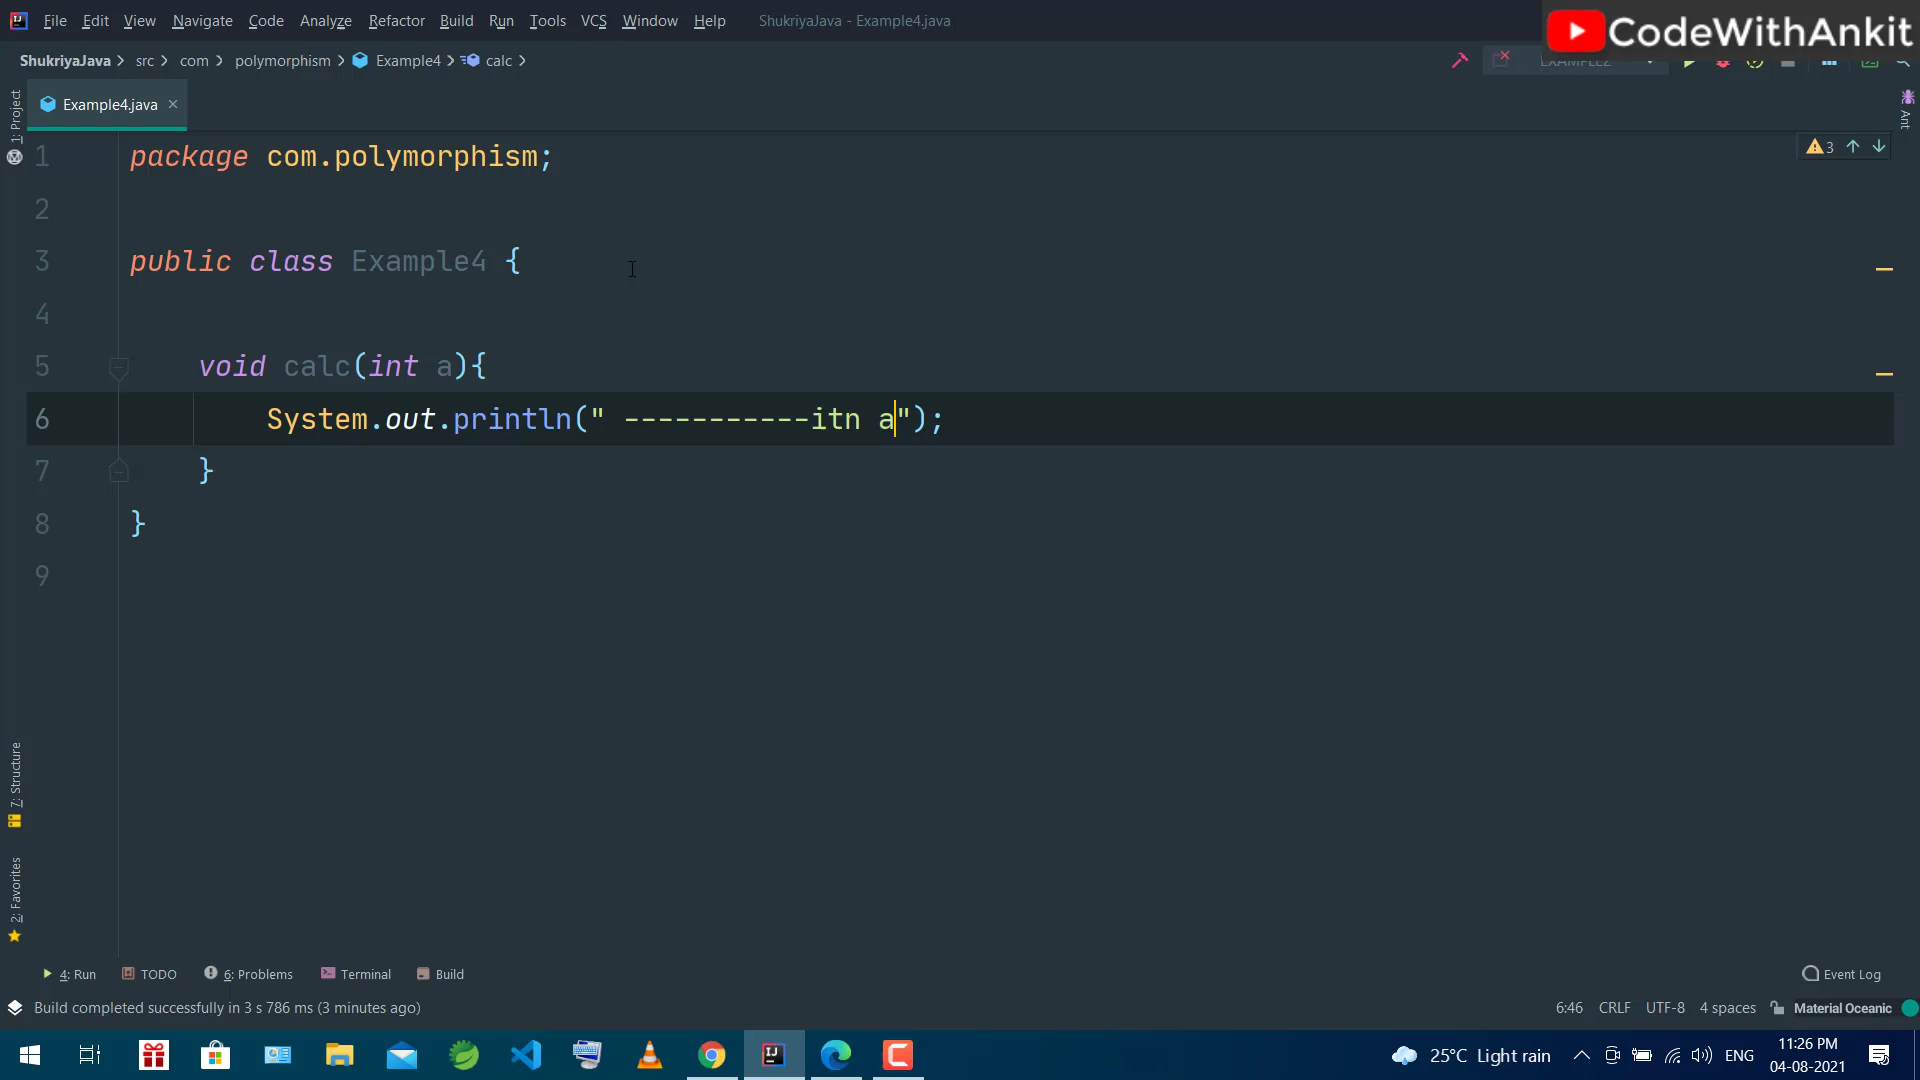 File Edit View Navigate Code Analyze Refactor Build Run Tools VCS Window Help ShukriyaJava - Example4.java
CodeWithAnkit
ShukriyaJava src com polymorphism Example4 calc
EXAMPLE2
Example4.java
1: Project
Ant
1 package com.polymorphism;
3
2
3 public class Example4 {
4
5 void calc(int a){
6 System.out.println(" -----------itn a");
7 }
8 }
9
7: Structure
2: Favorites
4: Run TODO 6: Problems Terminal Build Event Log
Build completed successfully in 3 s 786 ms (3 minutes ago) 6:46 CRLF UTF-8 4 spaces Material Oceanic
25°C Light rain ENG 11:26 PM
04-08-2021